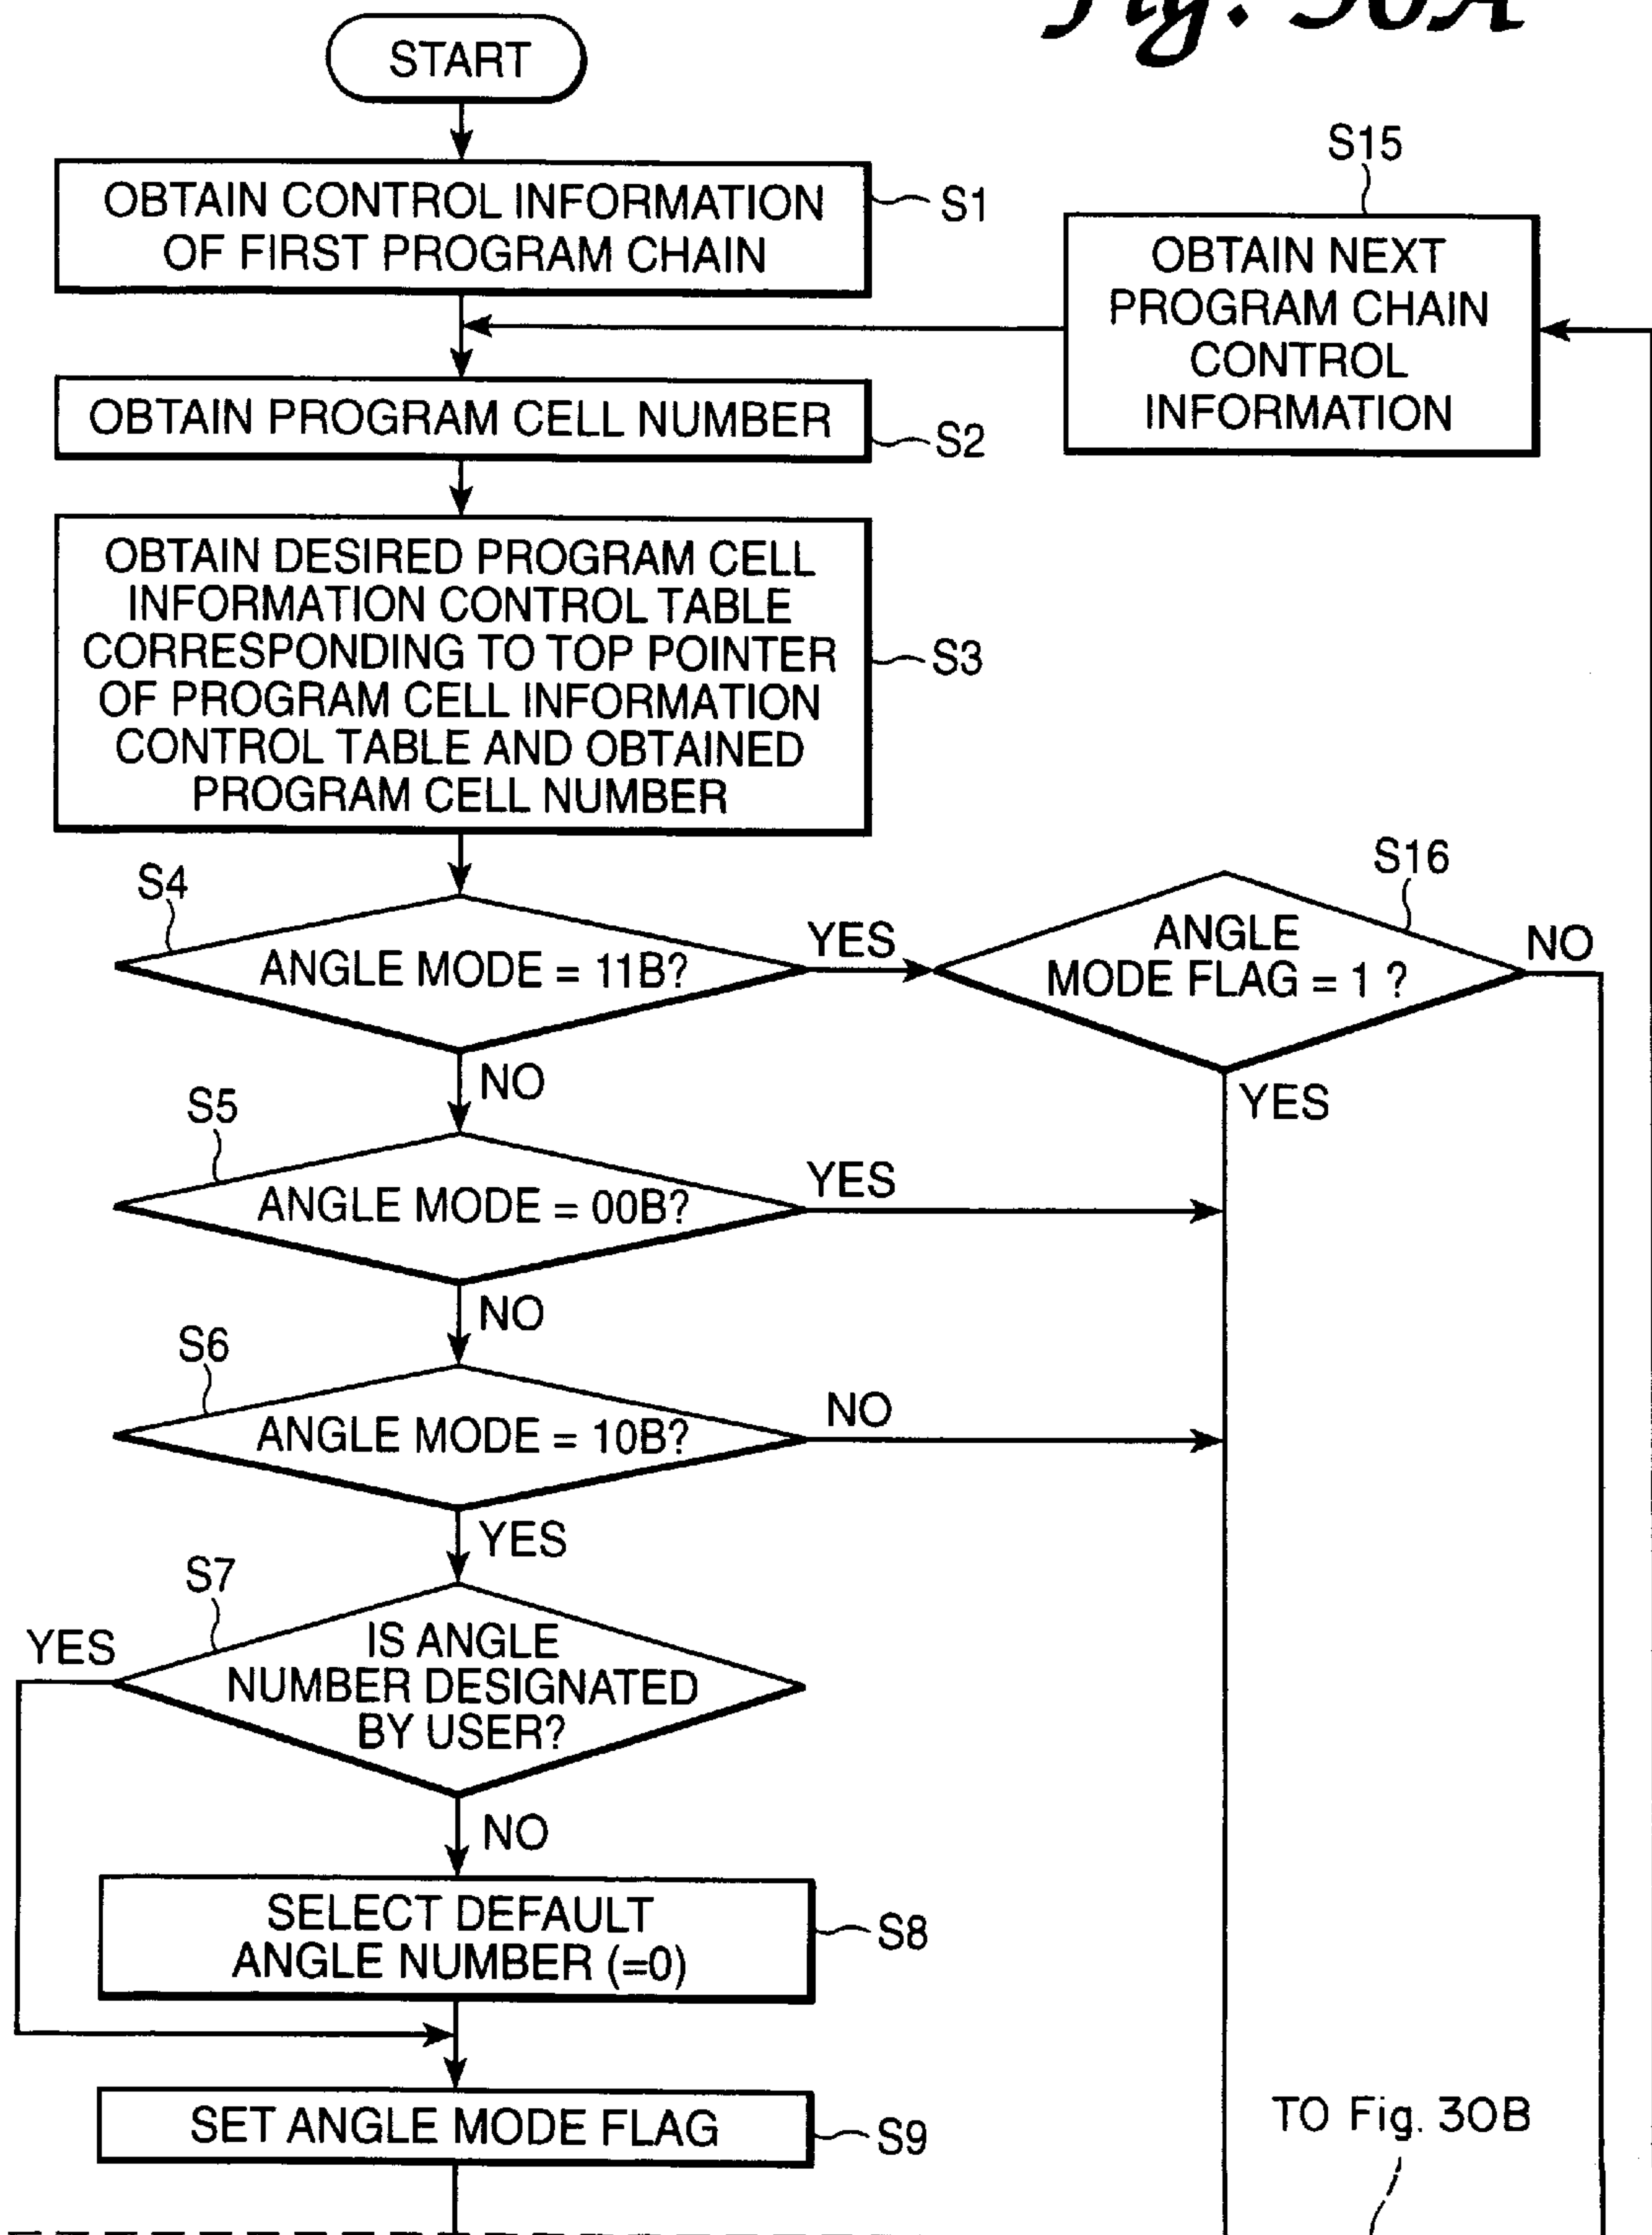 Fig. 30A
START
OBTAIN CONTROL INFORMATION
OF FIRST PROGRAM CHAIN
S1
S15
OBTAIN NEXT
PROGRAM CHAIN
CONTROL
INFORMATION
OBTAIN PROGRAM CELL NUMBER
S2
OBTAIN DESIRED PROGRAM CELL
INFORMATION CONTROL TABLE
CORRESPONDING TO TOP POINTER
OF PROGRAM CELL INFORMATION
CONTROL TABLE AND OBTAINED
PROGRAM CELL NUMBER
S3
S4
ANGLE MODE = 11B?
YES
S16
ANGLE
MODE FLAG = 1 ?
NO
NO
YES
S5
ANGLE MODE = 00B?
YES
NO
S6
ANGLE MODE = 10B?
NO
YES
S7
YES
IS ANGLE
NUMBER DESIGNATED
BY USER?
NO
SELECT DEFAULT
ANGLE NUMBER (=0)
S8
SET ANGLE MODE FLAG
S9
TO Fig. 30B